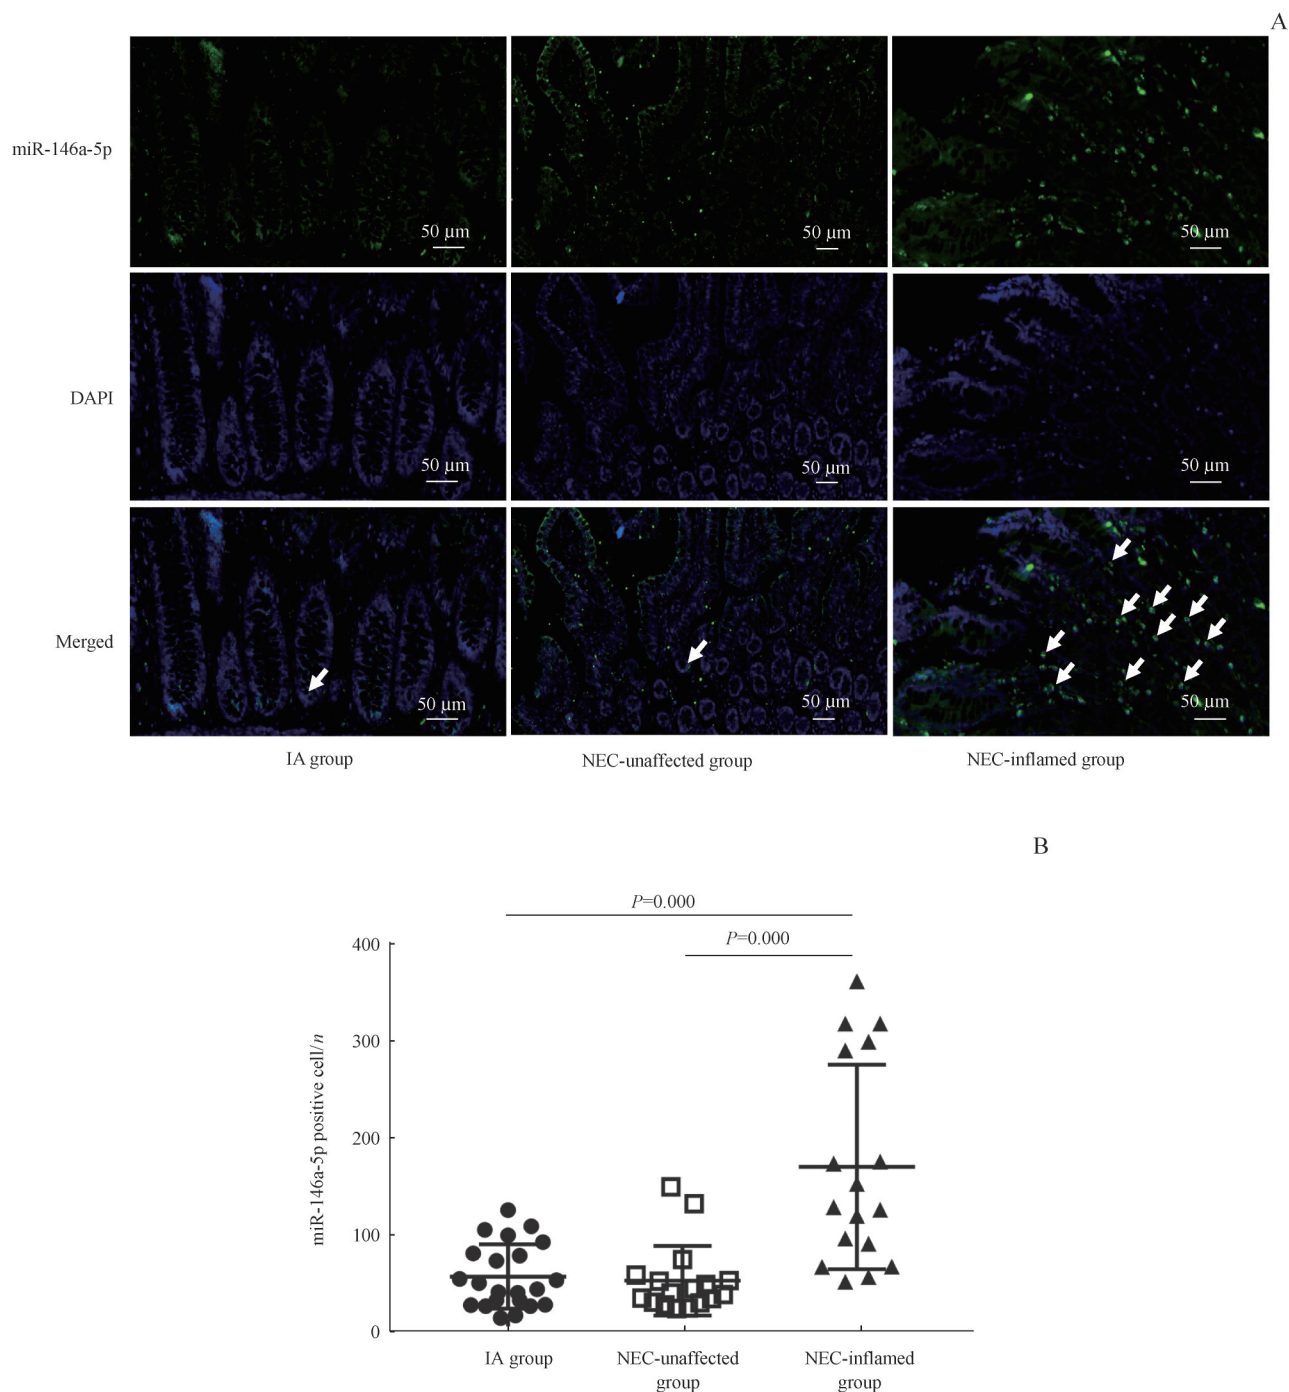 A
miR-146a-5p
50 µm
50 µm
50 µm
DAPI
50 µm
50 µm
50 µm
Merged
50 µm
50 µm
50 µm
IA group
NEC-unaffected group
NEC-inflamed group
B
P=0.000
P=0.000
400
300
200
100
0
miR-146a-5p positive cell/n
IA group
NEC-unaffected
group
NEC-inflamed
group